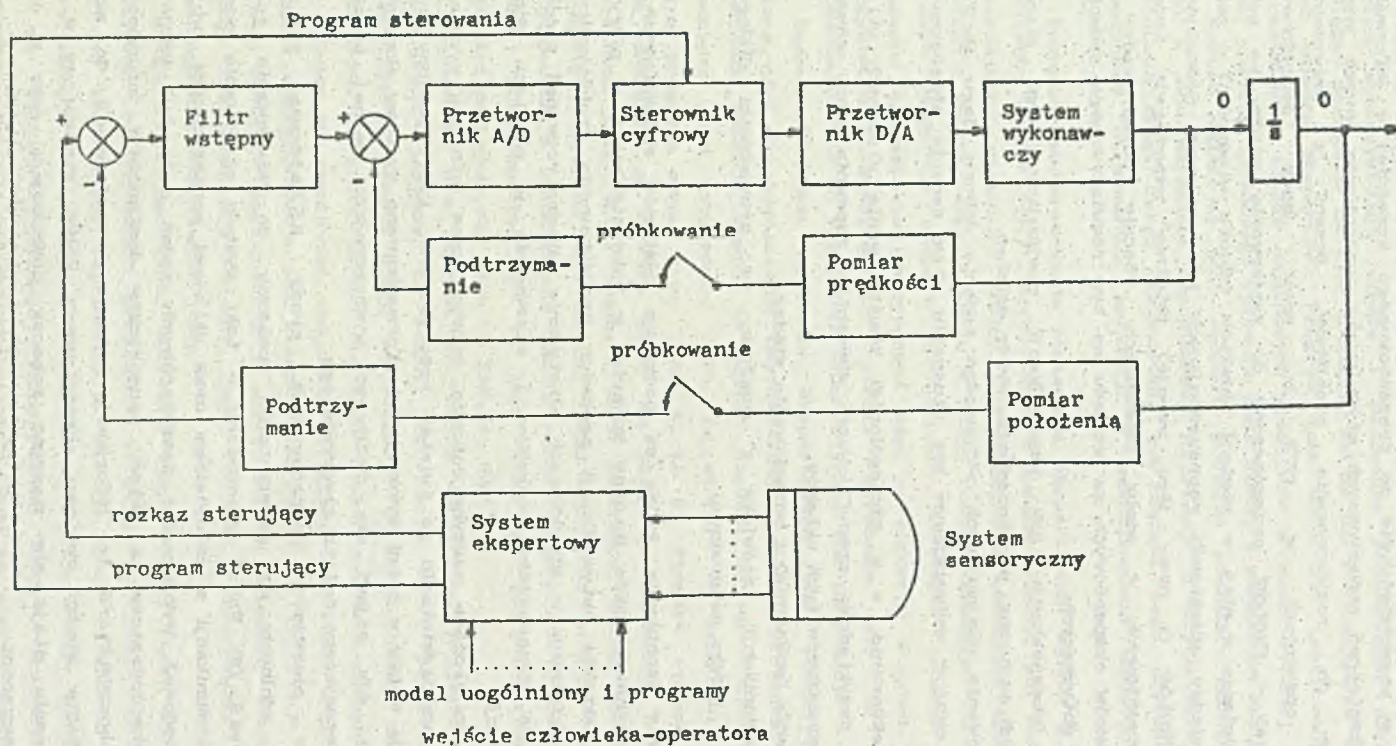 Program sterowania
+
-
Filtr
wstępny
+
-
Przetwor-
nik A/D
Sterownik
cyfrowy
Przetwor-
nik D/A
System
wykonaw-
czy
O
1
s
O
próbkowanie
Podtrzyma-
nie
Pomiar
prędkości
próbkowanie
Podtrzy-
manie
Pomiar
położenią
rozkaz sterujący
program sterujący
System
ekspertowy
System
sensoryczny
model uogólniony i programy
wejście człowieka-operatora